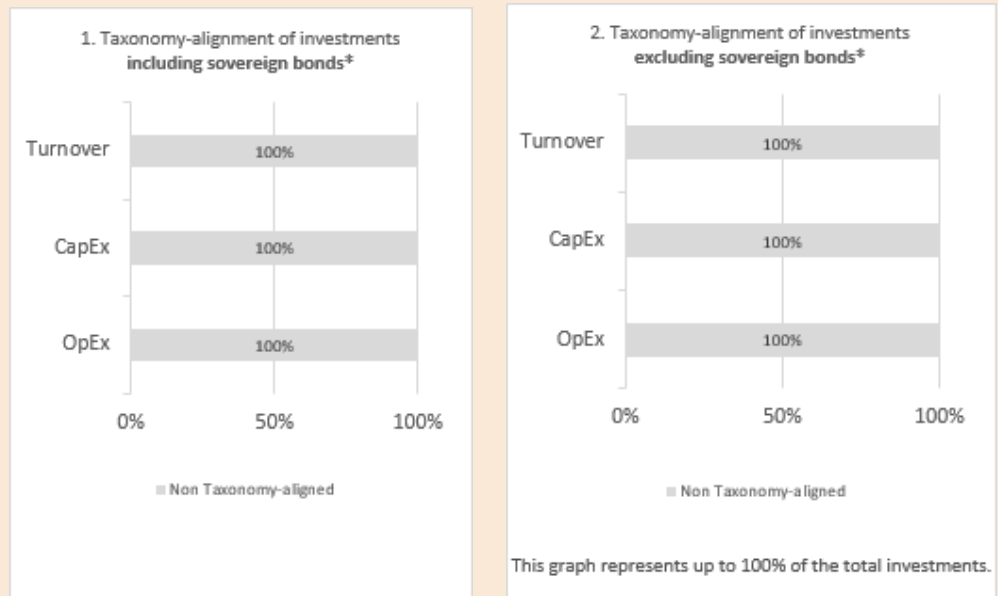 1. Taxonomy-alignment of investments
including sovereign bonds*
Turnover
100%
CapEx
100%
OpEx
100%
0%
50%
100%
Non Taxonomy-aligned
2. Taxonomy-alignment of investments
excluding sovereign bonds*
Turnover
100%
CapEx
100%
OpEx
100%
0%
50%
100%
Non Taxonomy-aligned
This graph represents up to 100% of the total investments.